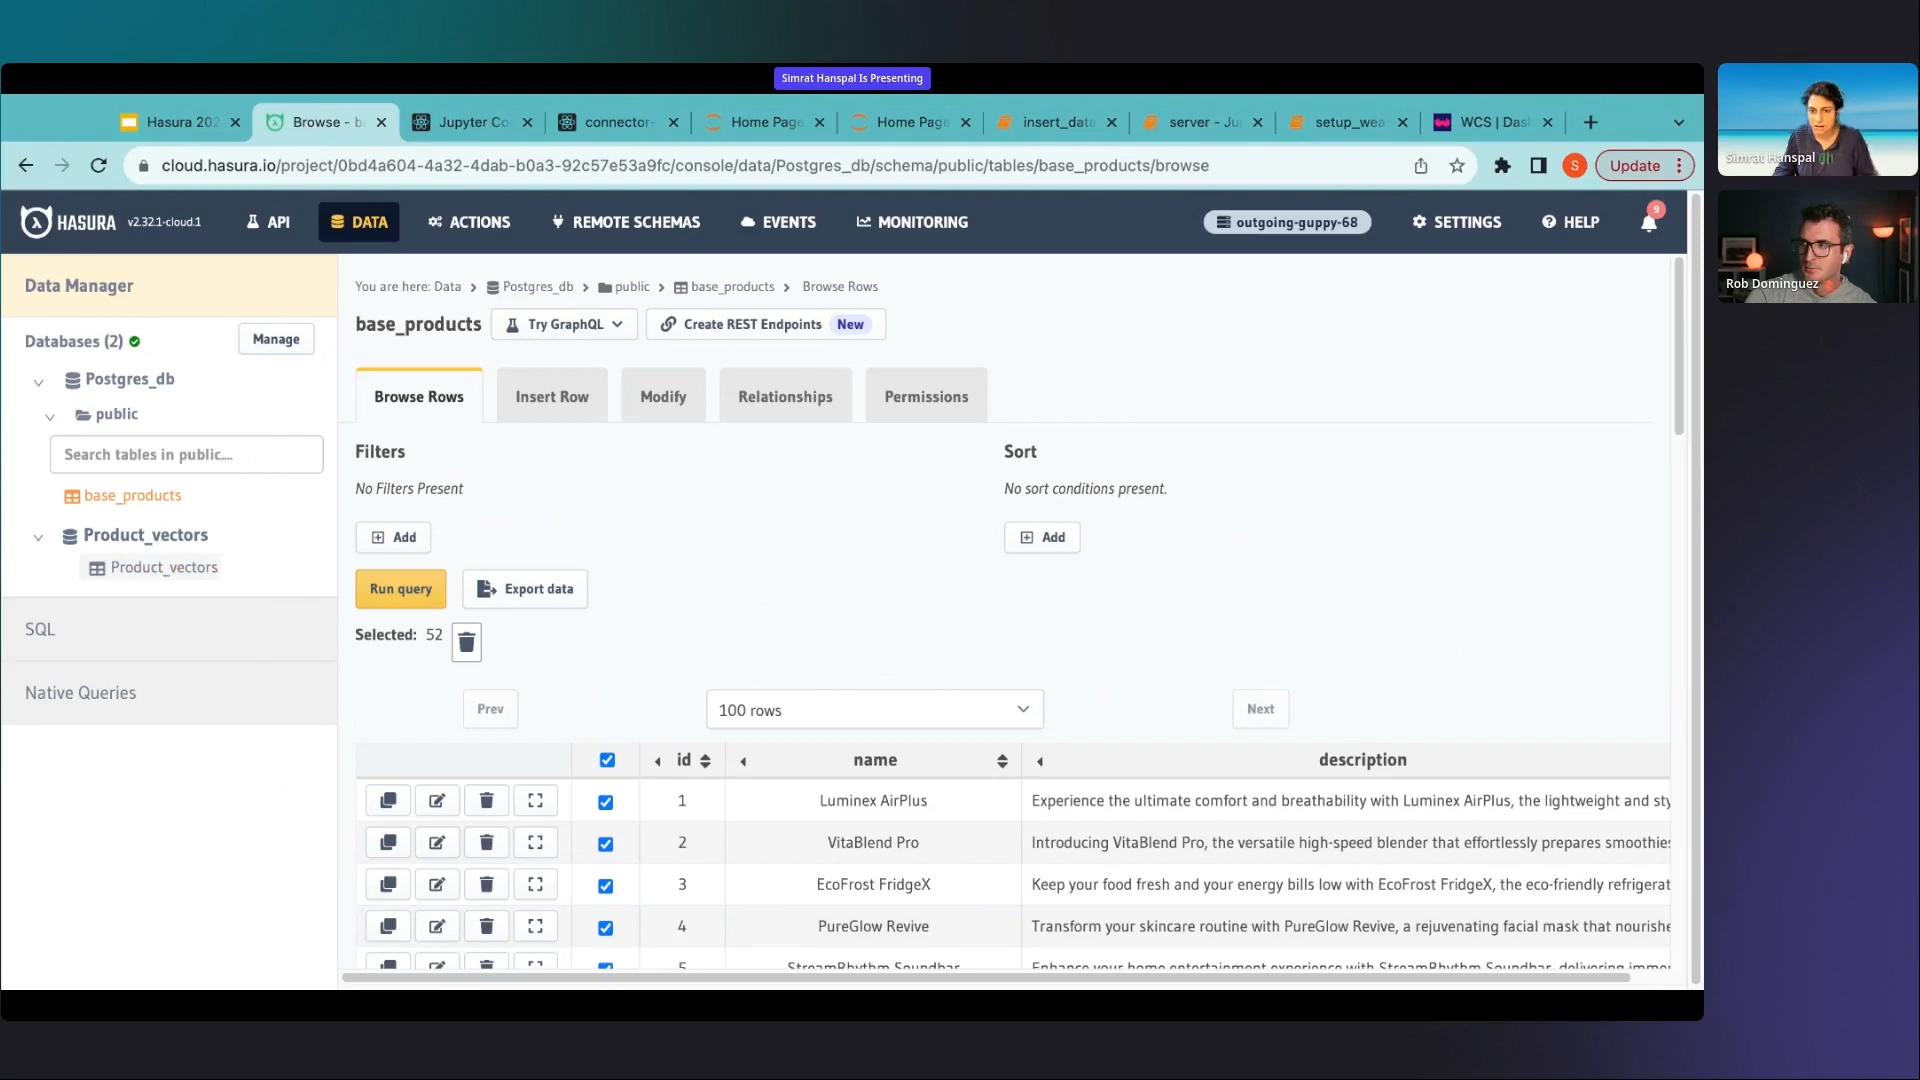 Simrat Hanspal Is Presenting
Hasura 202
Browse - b
Jupyter Co
connector-
Home Page
Home Page
insert_data
server - Ju
setup_wea
WCS | Dash
cloud.hasura.io/project/0bd4a604-4a32-4dab-b0a3-92c57e53a9fc/console/data/Postgres_db/schema/public/tables/base_products/browse
S
Update
HASURA v2.32.1-cloud.1
API
DATA
ACTIONS
REMOTE SCHEMAS
EVENTS
MONITORING
outgoing-guppy-68
SETTINGS
HELP
9
Simrat Hanspal
Rob Dominguez
Data Manager
Databases (2)
Manage
Postgres_db
public
Search tables in public....
base_products
Product_vectors
Product_vectors
SQL
Native Queries
You are here: Data > Postgres_db > public > base_products > Browse Rows
base_products
Try GraphQL
Create REST Endpoints New
Browse Rows
Insert Row
Modify
Relationships
Permissions
Filters
No Filters Present
Add
Sort
No sort conditions present.
Add
Run query
Export data
Selected: 52
Prev
100 rows
Next
id name description
1 Luminex AirPlus Experience the ultimate comfort and breathability with Luminex AirPlus, the lightweight and sty
2 VitaBlend Pro Introducing VitaBlend Pro, the versatile high-speed blender that effortlessly prepares smoothies
3 EcoFrost FridgeX Keep your food fresh and your energy bills low with EcoFrost FridgeX, the eco-friendly refrigerat
4 PureGlow Revive Transform your skincare routine with PureGlow Revive, a rejuvenating facial mask that nourishe
5 StreamRhythm Soundbar Enhance your home entertainment experience with StreamRhythm Soundbar, delivering immer